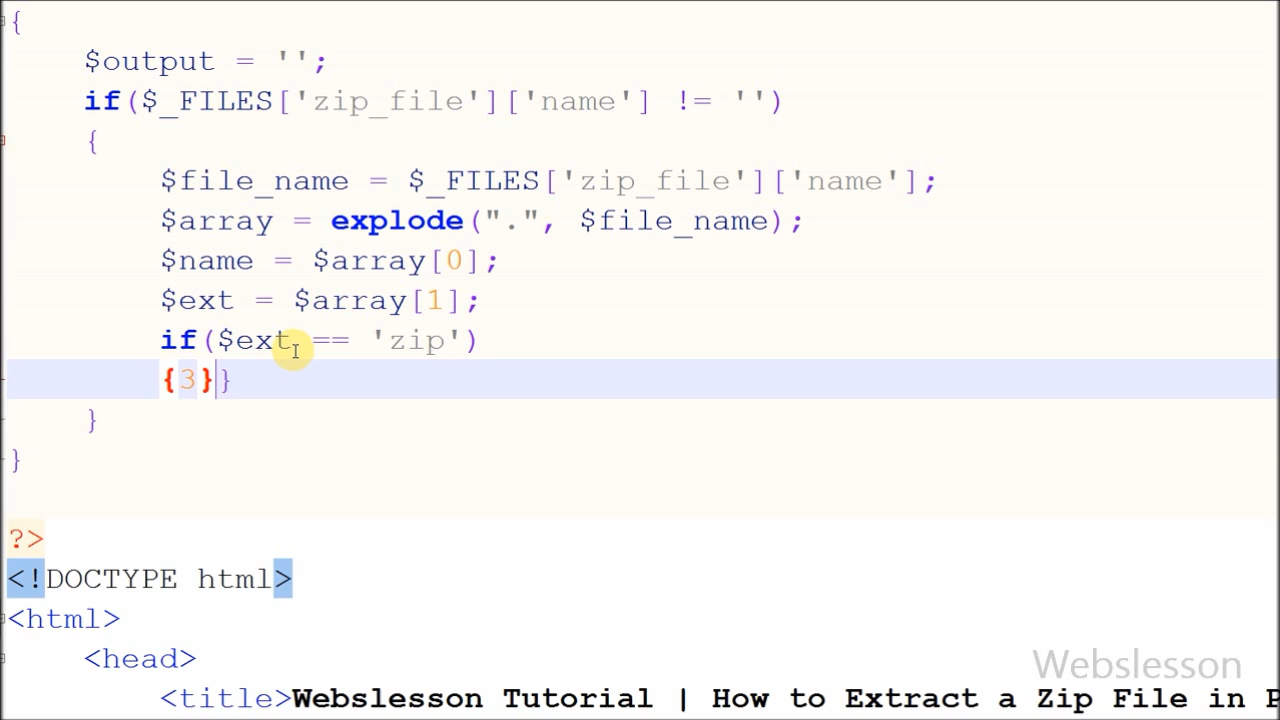 {
$output = '';
if($_FILES['zip_file']['name'] != '')
{
$file_name = $_FILES['zip_file']['name'];
$array = explode(".", $file_name);
$name = $array[0];
$ext = $array[1];
if($ext == 'zip')
{3}}
}
}
?>
<!DOCTYPE html>
<html>
<head>
<title>Webslesson Tutorial | How to Extract a Zip File in P
Webslesson